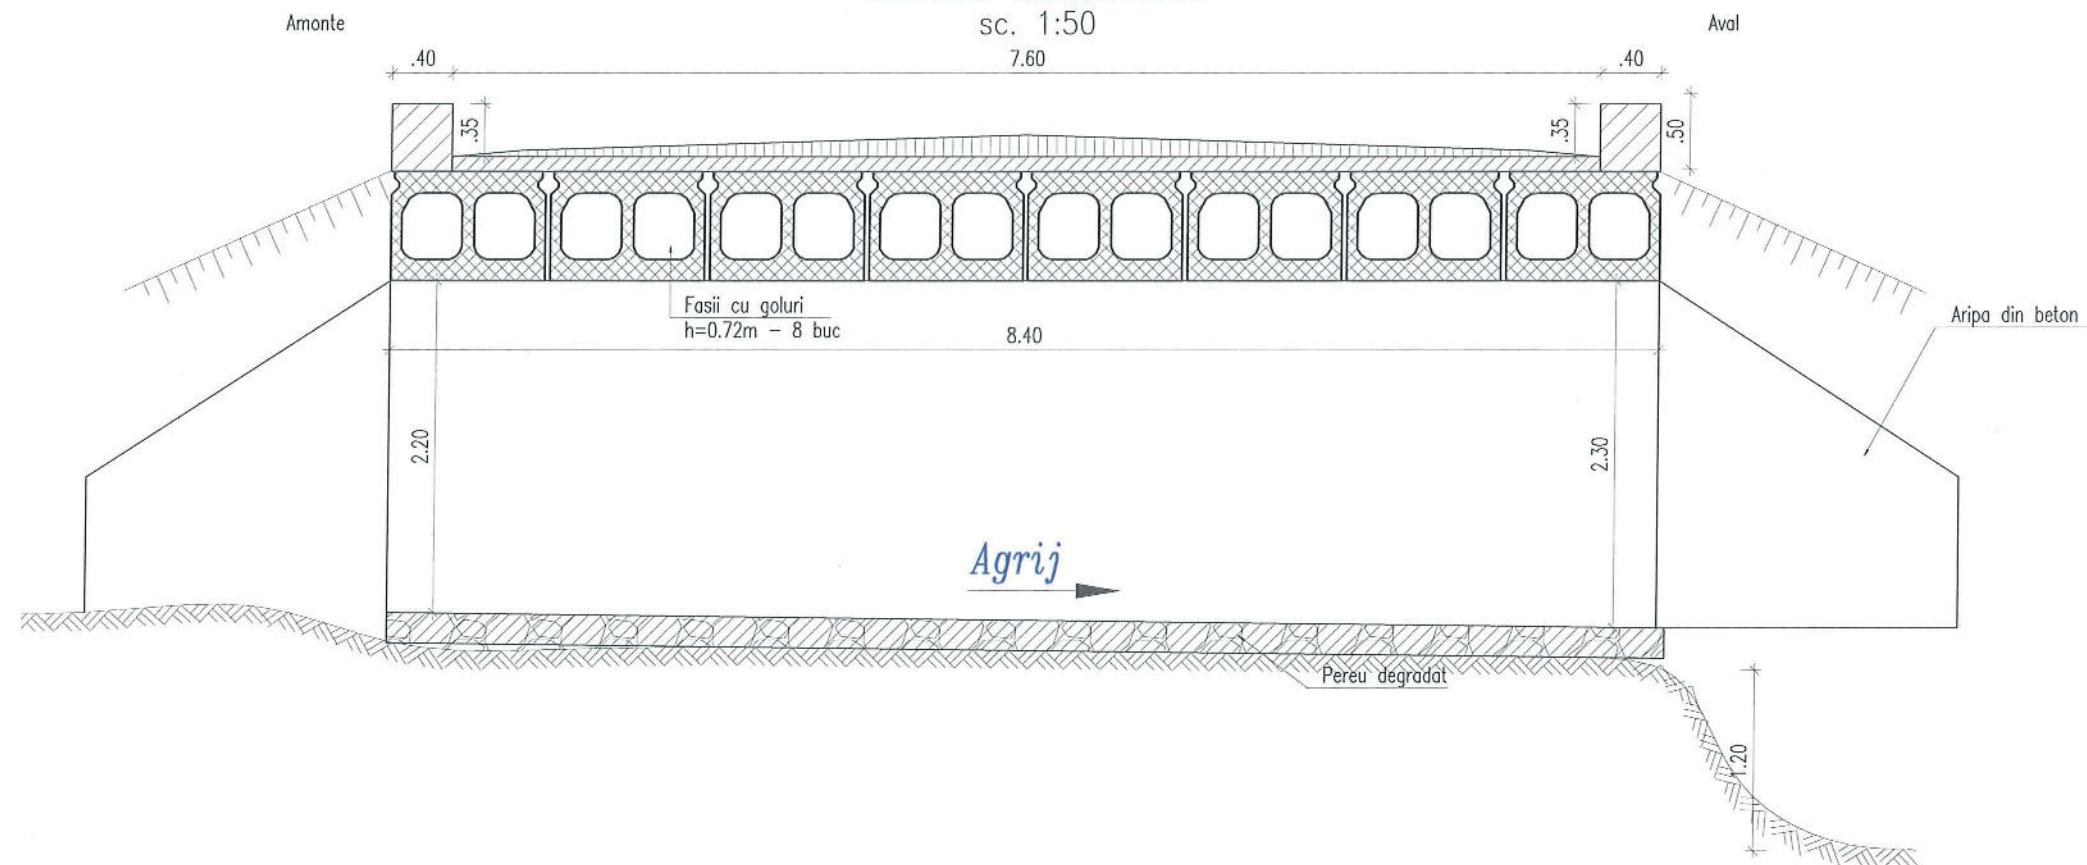 sc. 1:50
Amonte
Aval
.40
7.60
.40
.35
.35
.50
Fasii cu goluri
h=0.72m - 8 buc
8.40
Aripa din beton
2.20
2.30
Agrij
Pereu degradat
1.20